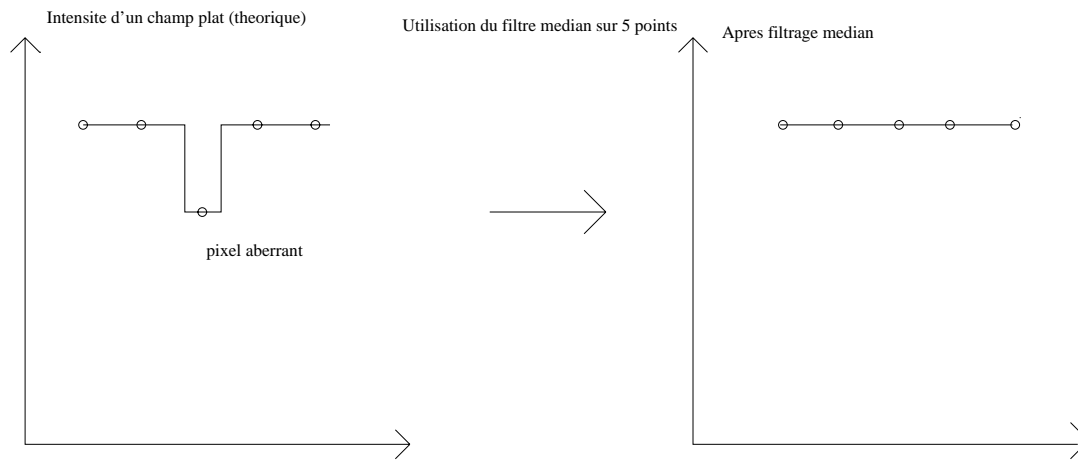 Intensite d'un champ plat (theorique)
Utilisation du filtre median sur 5 points
Apres filtrage median
pixel aberrant